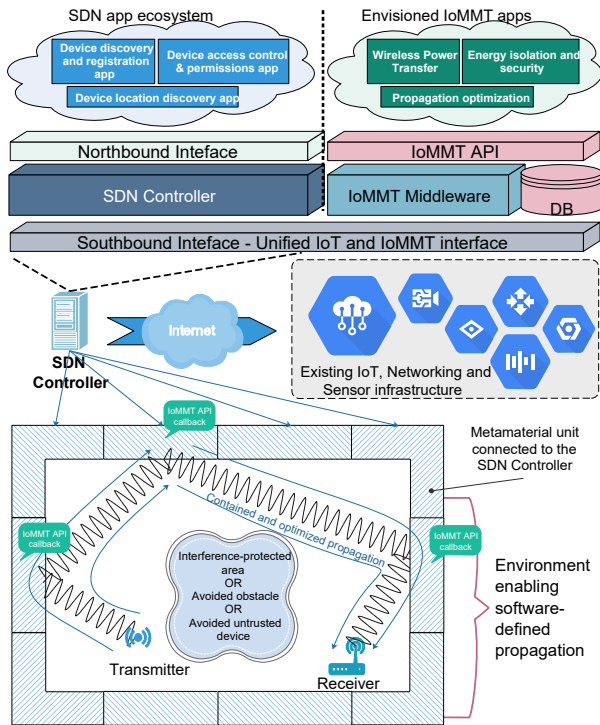 SDN app ecosystem
Envisioned IoMMT apps
Device discovery
and registration
app
Device access control
& permissions app
Device location discovery app
Wireless Power
Transfer
Energy isolation and
security
Propagation optimization
Northbound Inteface
IoMMT API
SDN Controller
IoMMT Middleware
DB
Southbound Inteface - Unified IoT and IoMMT interface
Internet
SDN
Controller
Existing IoT, Networking and
Sensor infrastructure
IoMMT API
callback
Metamaterial unit
connected to the
SDN Controller
Contained and optimized propagation
IoMMT API
callback
IoMMT API
callback
Interference-protected
area
OR
Avoided obstacle
OR
Avoided untrusted
device
Environment
enabling
software-
defined
propagation
Transmitter
Receiver